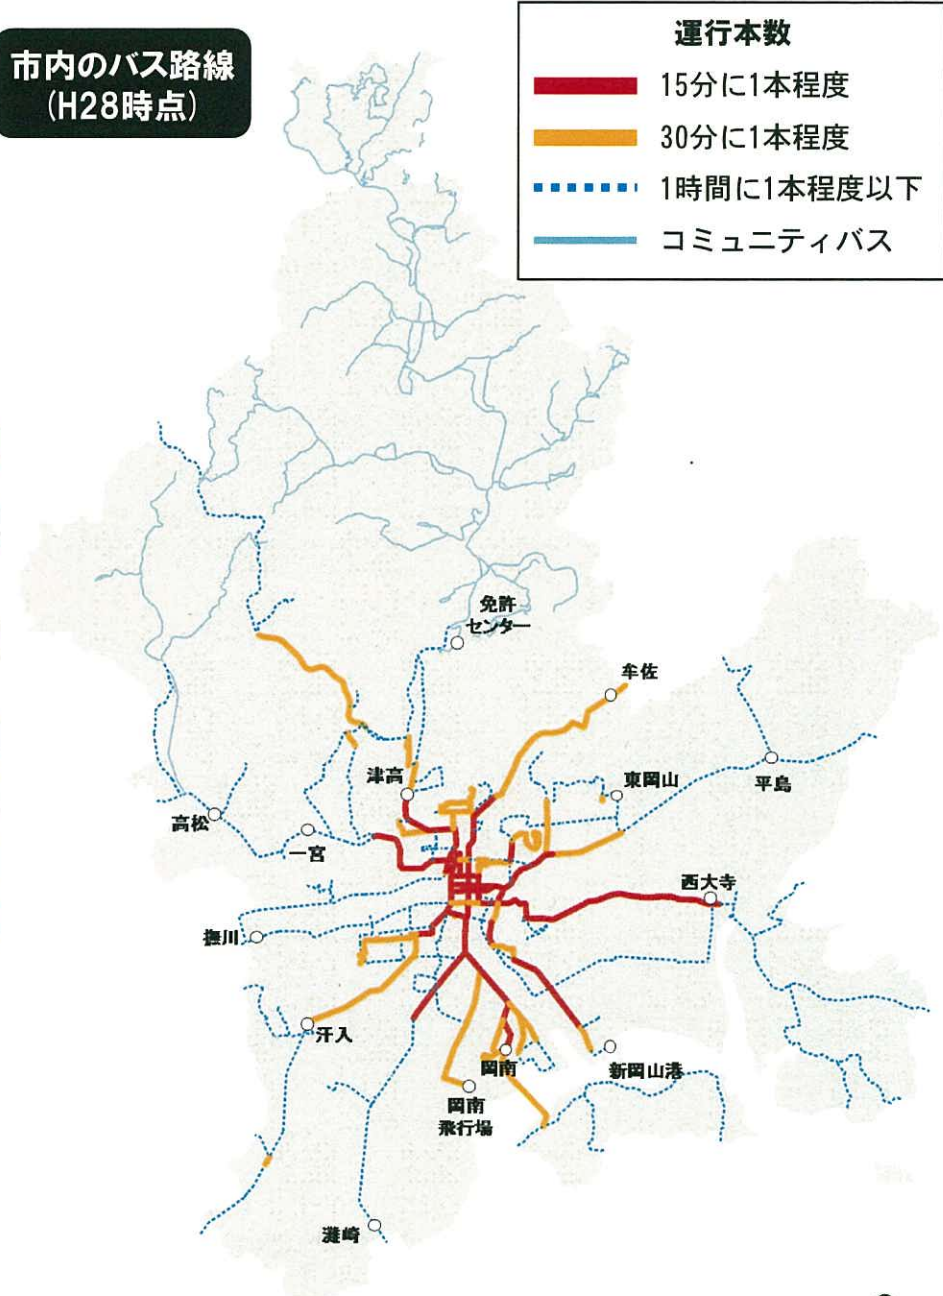 市内のバス路線
(H28時点)
運行本数
15分に1本程度
30分に1本程度
1時間に1本程度以下
コミュニティバス
免許
センター
牟佐
津高
東岡山
平島
高松
一宮
西大寺
撫川
汗入
岡南
新岡山港
岡南
飛行場
灘崎